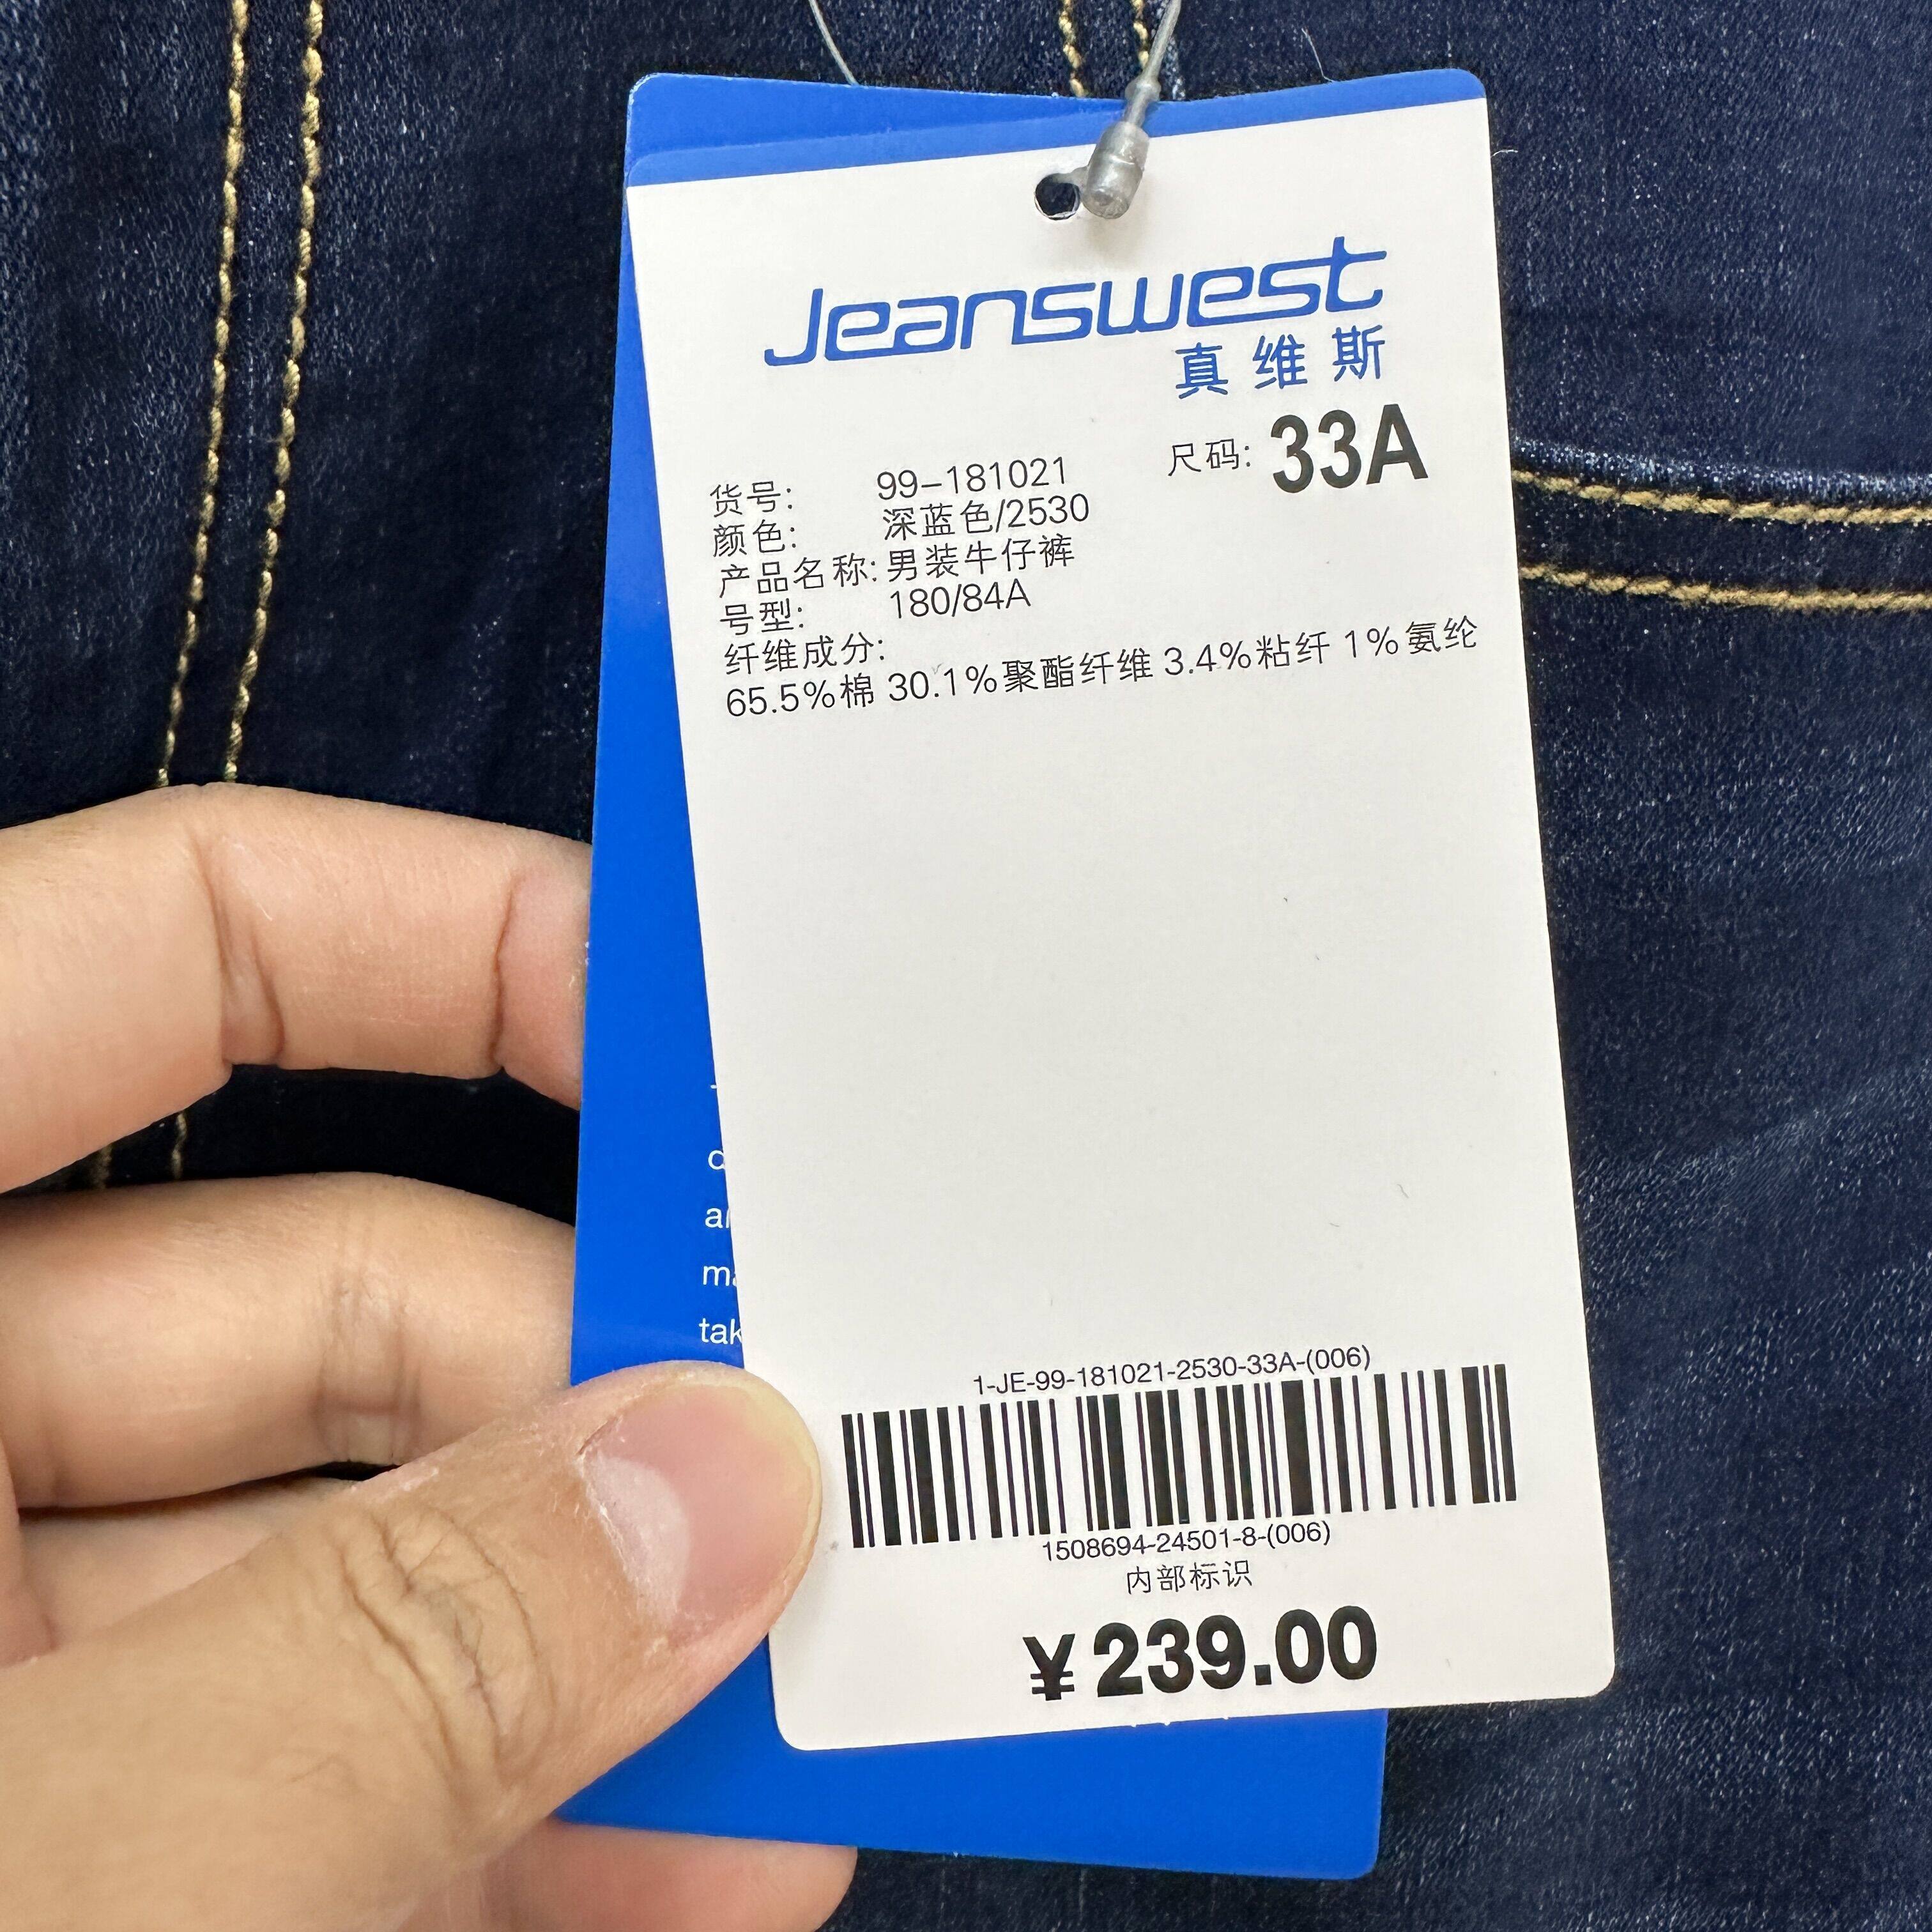 Jeanswest
真维斯
尺码: 33A
货号: 99-181021
颜色: 深蓝色/2530
产品名称: 男装牛仔裤
号型: 180/84A
纤维成分:
65.5%棉 30.1%聚酯纤维 3.4%粘纤 1%氨纶
1-JE-99-181021-2530-33A-(006)
1508694-24501-8-(006)
内部标识
¥239.00